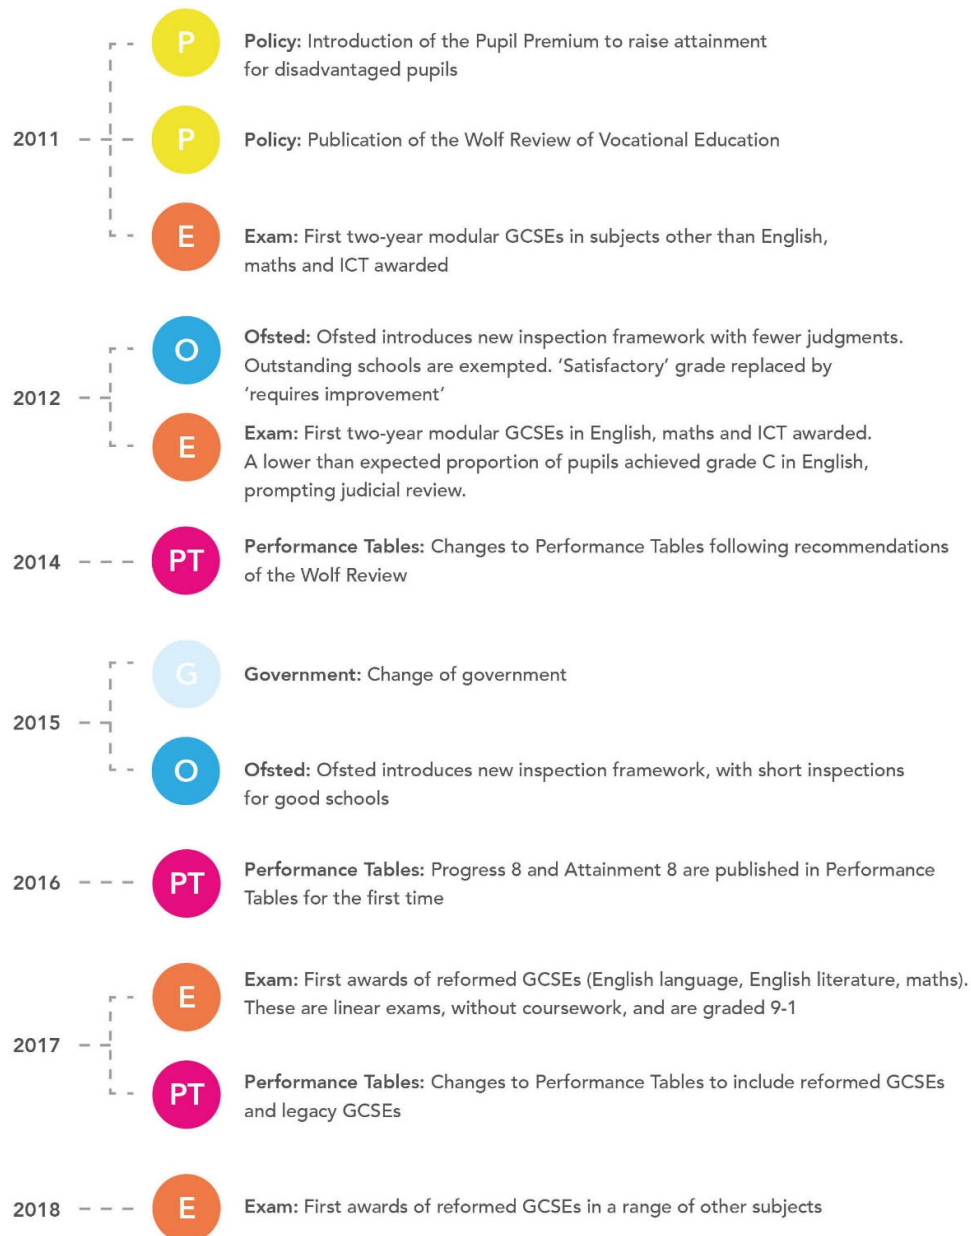 P
Policy: Introduction of the Pupil Premium to raise attainment
for disadvantaged pupils
2011
P
Policy: Publication of the Wolf Review of Vocational Education
E
Exam: First two-year modular GCSEs in subjects other than English,
maths and ICT awarded
O
Ofsted: Ofsted introduces new inspection framework with fewer judgments.
Outstanding schools are exempted. ‘Satisfactory’ grade replaced by
‘requires improvement’
2012
E
Exam: First two-year modular GCSEs in English, maths and ICT awarded.
A lower than expected proportion of pupils achieved grade C in English,
prompting judicial review.
2014
PT
Performance Tables: Changes to Performance Tables following recommendations
of the Wolf Review
G
Government: Change of government
2015
O
Ofsted: Ofsted introduces new inspection framework, with short inspections
for good schools
2016
PT
Performance Tables: Progress 8 and Attainment 8 are published in Performance
Tables for the first time
E
Exam: First awards of reformed GCSEs (English language, English literature, maths).
These are linear exams, without coursework, and are graded 9-1
2017
PT
Performance Tables: Changes to Performance Tables to include reformed GCSEs
and legacy GCSEs
2018
E
Exam: First awards of reformed GCSEs in a range of other subjects